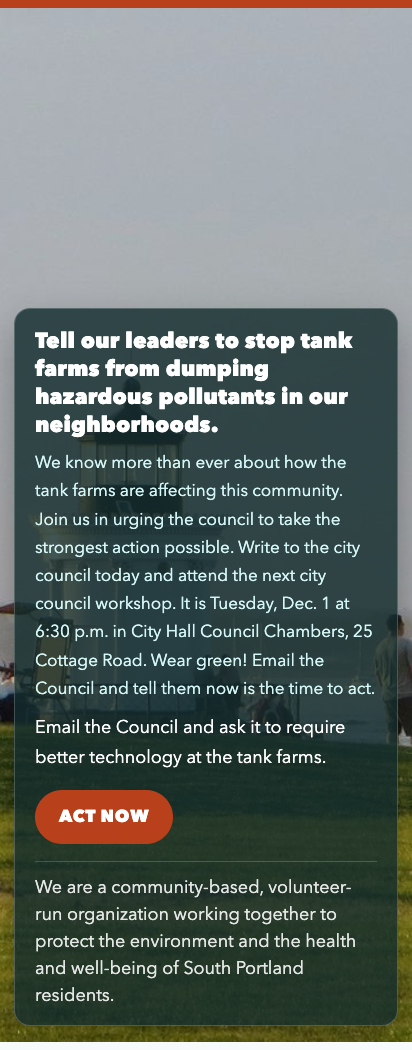 Tell our leaders to stop tank
farms from dumping
hazardous pollutants in our
neighborhoods.
We know more than ever about how the
tank farms are affecting this community.
Join us in urging the council to take the
strongest action possible. Write to the city
council today and attend the next city
council workshop. It is Tuesday, Dec. 1 at
6:30 p.m. in City Hall Council Chambers, 25
Cottage Road. Wear green! Email the
Council and tell them now is the time to act.
Email the Council and ask it to require
better technology at the tank farms.
ACT NOW
We are a community-based, volunteer-
run organization working together to
protect the environment and the health
and well-being of South Portland
residents.